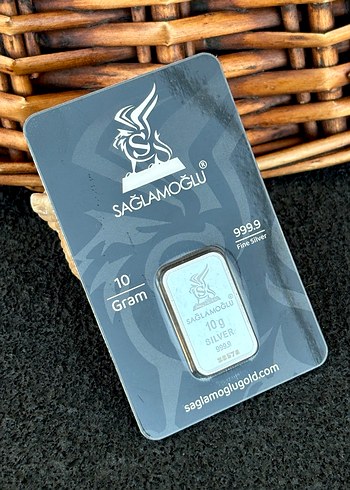 SAĞLAMOĞLU®
10
Gram
999.9
Fine Silver
SAĞLAMOĞLU
10 g
SILVER
999.9
saglamoglugold.com